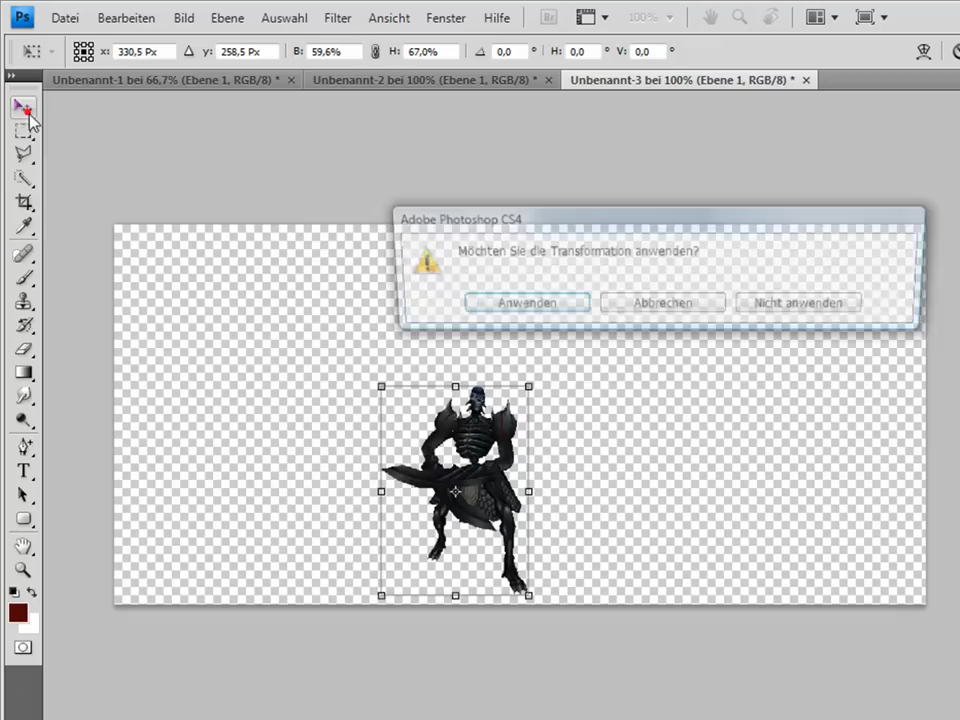 Ps Datei Bearbeiten Bild Ebene Auswahl Filter Ansicht Analyse Fenster Hilfe Br 100%
x: 330,5 Px y: 258,5 Px B: 59,6% H: 67,0% 0,0 ° H: 0,0 ° V: 0,0 °
Unbenannt-1 bei 66,7% (Ebene 1, RGB/8) * × Unbenannt-2 bei 100% (Ebene 1, RGB/8) * × Unbenannt-3 bei 100% (Ebene 1, RGB/8) * ×
Adobe Photoshop CS4
Möchten Sie die Transformation anwenden?
Anwenden Abbrechen Nicht anwenden
T